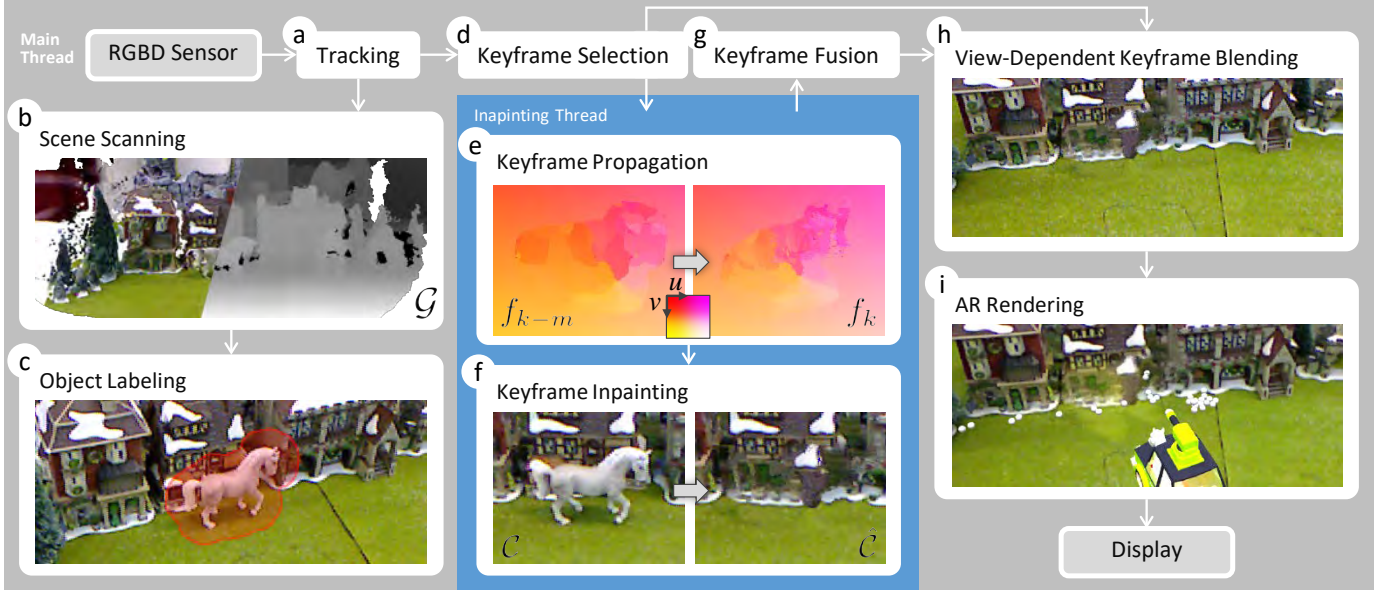 Main
Thread
RGBD Sensor
a
Tracking
d
Keyframe Selection
g
Keyframe Fusion
h
View-Dependent Keyframe Blending
b
Scene Scanning
𝒢
c
Object Labeling
Inapinting Thread
e
Keyframe Propagation
u
v
f_{k-m}
f_k
f
Keyframe Inpainting
𝒞
𝒞̂
i
AR Rendering
Display